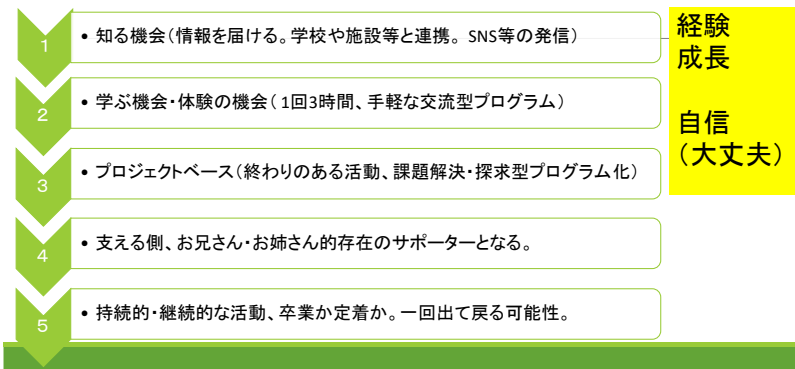 1
• 知る機会(情報を届ける。学校や施設等と連携。 SNS等の発信)
2
• 学ぶ機会・体験の機会( 1回3時間、手軽な交流型プログラム)
3
• プロジェクトベース(終わりのある活動、課題解決・探求型プログラム化)
4
• 支える側、お兄さん・お姉さん的存在のサポーターとなる。
5
• 持続的・継続的な活動、卒業か定着か。一回出て戻る可能性。
経験
成長
自信
(大丈夫)